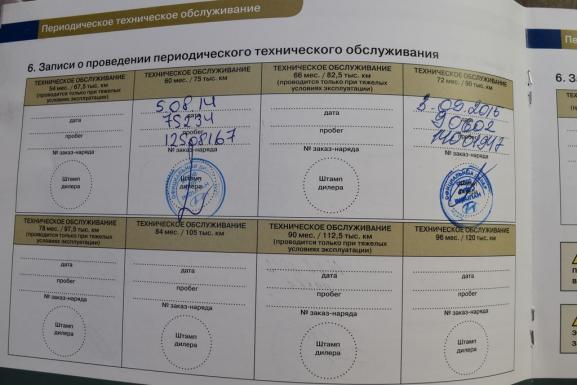 Периодическое техническое обслуживание
6. Записи о проведении периодического технического обслуживания
ТЕХНИЧЕСКОЕ ОБСЛУЖИВАНИЕ
54 мес. / 67,5 тыс. км
(проводится только при тяжелых
условиях эксплуатации)
дата
пробег
№ заказ-наряда
Штамп
дилера
ТЕХНИЧЕСКОЕ ОБСЛУЖИВАНИЕ
60 мес. / 75 тыс. км
5.08.14
дата
75234
пробег
12508167
№ заказ-наряда
Штамп
дилера
ТЕХНИЧЕСКОЕ ОБСЛУЖИВАНИЕ
66 мес. / 82,5 тыс. км
(проводится только при тяжелых
условиях эксплуатации)
дата
пробег
№ заказ-наряда
Штамп
дилера
ТЕХНИЧЕСКОЕ ОБСЛУЖИВАНИЕ
72 мес. / 90 тыс. км
дата
90602
пробег
№ заказ-наряда
ТЕХНИЧЕСКОЕ ОБСЛУЖИВАНИЕ
78 мес. / 97,5 тыс. км
(проводится только при тяжелых
условиях эксплуатации)
дата
пробег
№ заказ-наряда
Штамп
дилера
ТЕХНИЧЕСКОЕ ОБСЛУЖИВАНИЕ
84 мес. / 105 тыс. км
дата
пробег
№ заказ-наряда
Штамп
дилера
ТЕХНИЧЕСКОЕ ОБСЛУЖИВАНИЕ
90 мес. / 112,5 тыс. км
(проводится только при тяжелых
условиях эксплуатации)
дата
пробег
№ заказ-наряда
Штамп
дилера
ТЕХНИЧЕСКОЕ ОБСЛУЖИВАНИЕ
96 мес. / 120 тыс. км
дата
пробег
№ заказ-наряда
Штамп
дилера
6. З